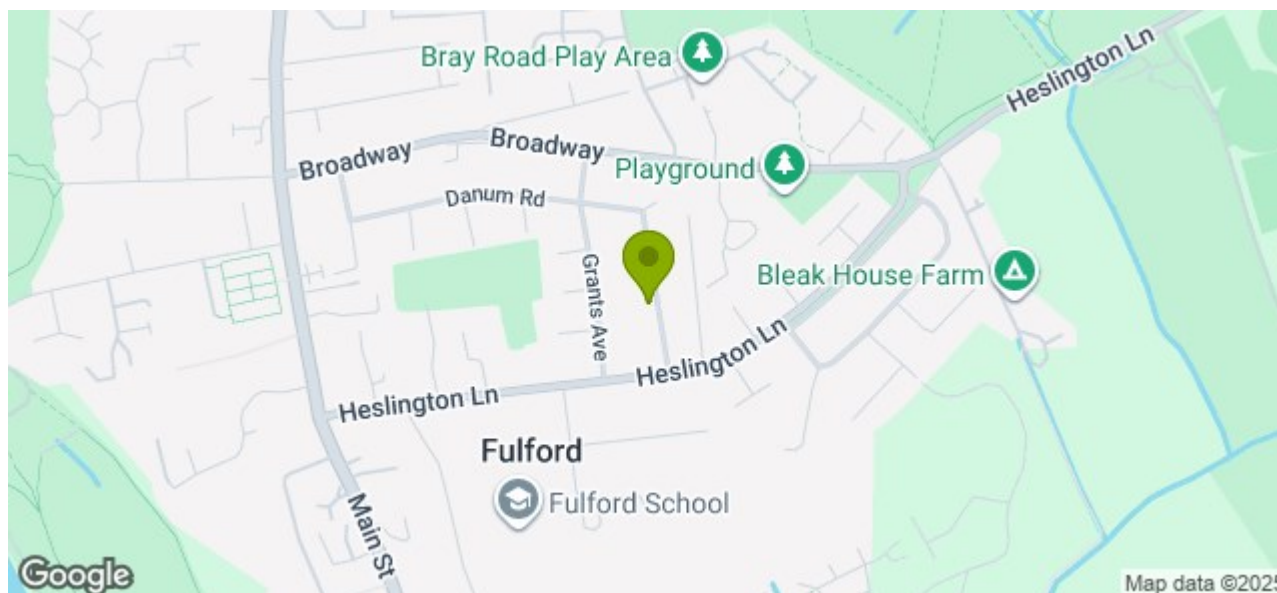 Bray Road Play Area
Heslington Ln
Broadway
Broadway
Playground
Danum Rd
Grants Ave
Bleak House Farm
Heslington Ln
Heslington Ln
Fulford
Fulford School
Main St
Google
Map data ©2025